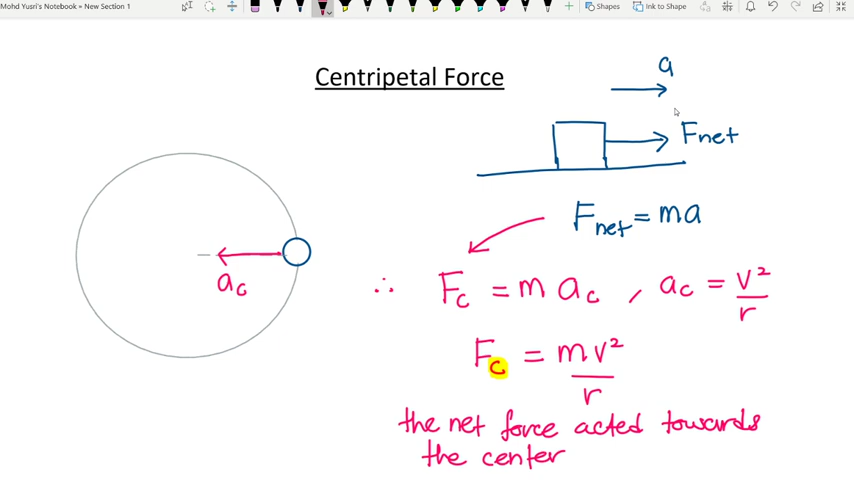 Mohd Yusri's Notebook » New Section 1
Shapes
Ink to Shape
Centripetal Force
a
Fnet
Fnet = ma
ac
∴ Fc = m ac , ac = v²/r
Fc = mv²/r
the net force acted towards
the center